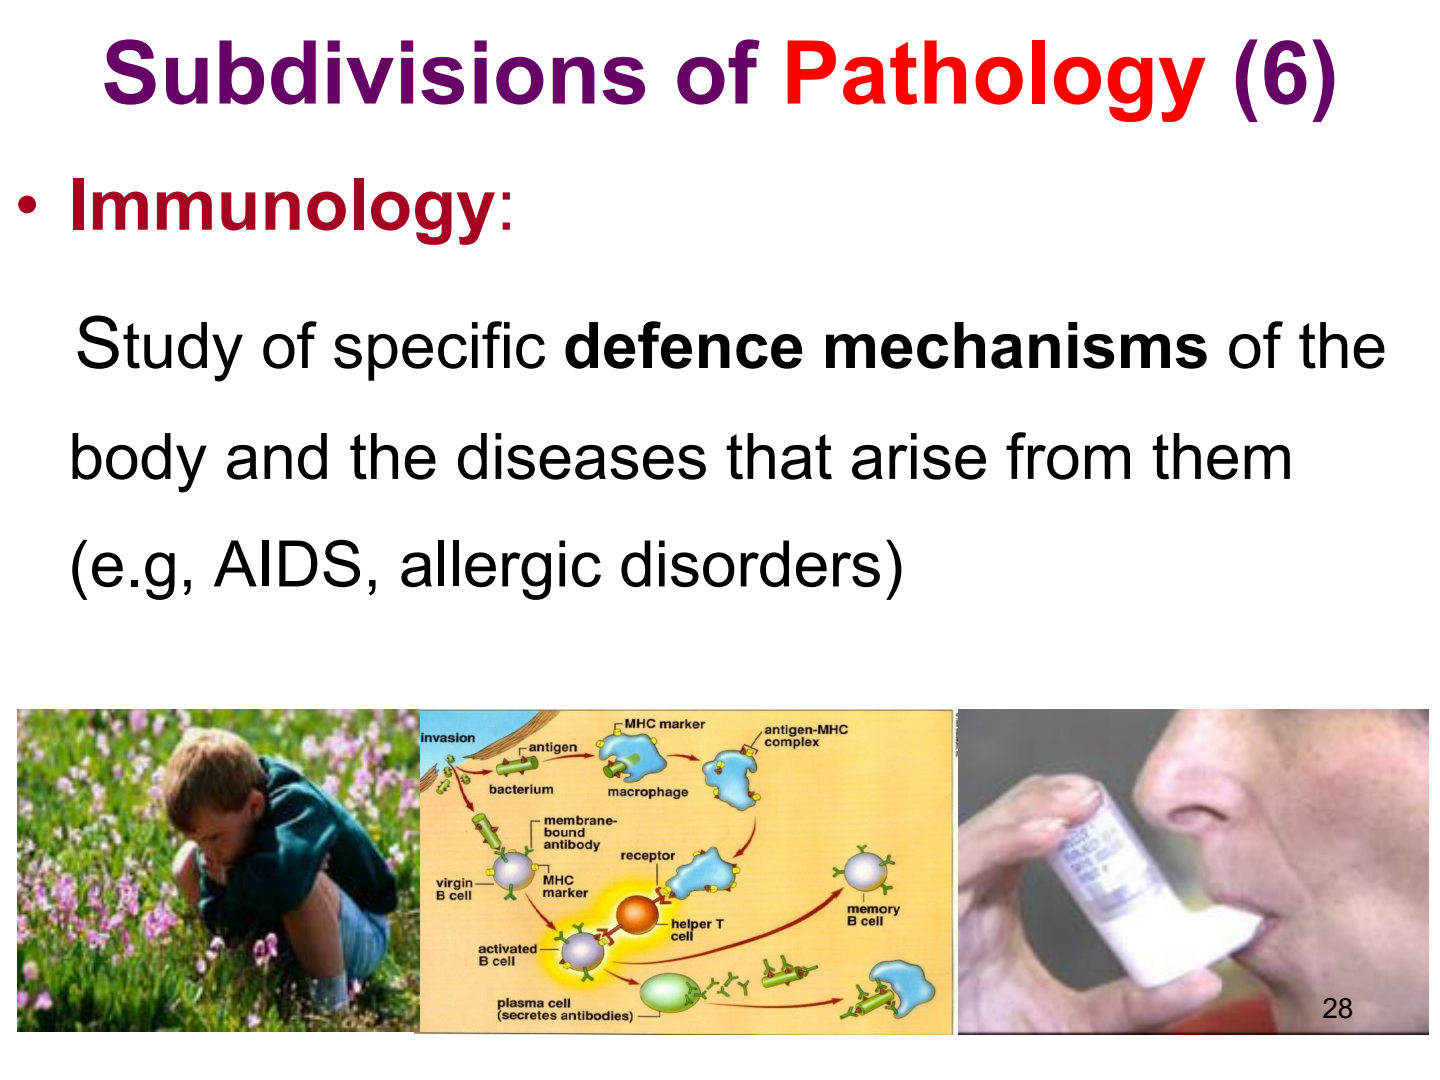 Subdivisions of Pathology (6)
• Immunology:
Study of specific defence mechanisms of the
body and the diseases that arise from them
(e.g, AIDS, allergic disorders)
invasion
antigen
bacterium
MHC marker
macrophage
antigen-MHC
complex
membrane-
bound
antibody
virgin
B cell
MHC
marker
receptor
helper T
cell
activated
B cell
memory
B cell
plasma cell
(secretes antibodies)
28